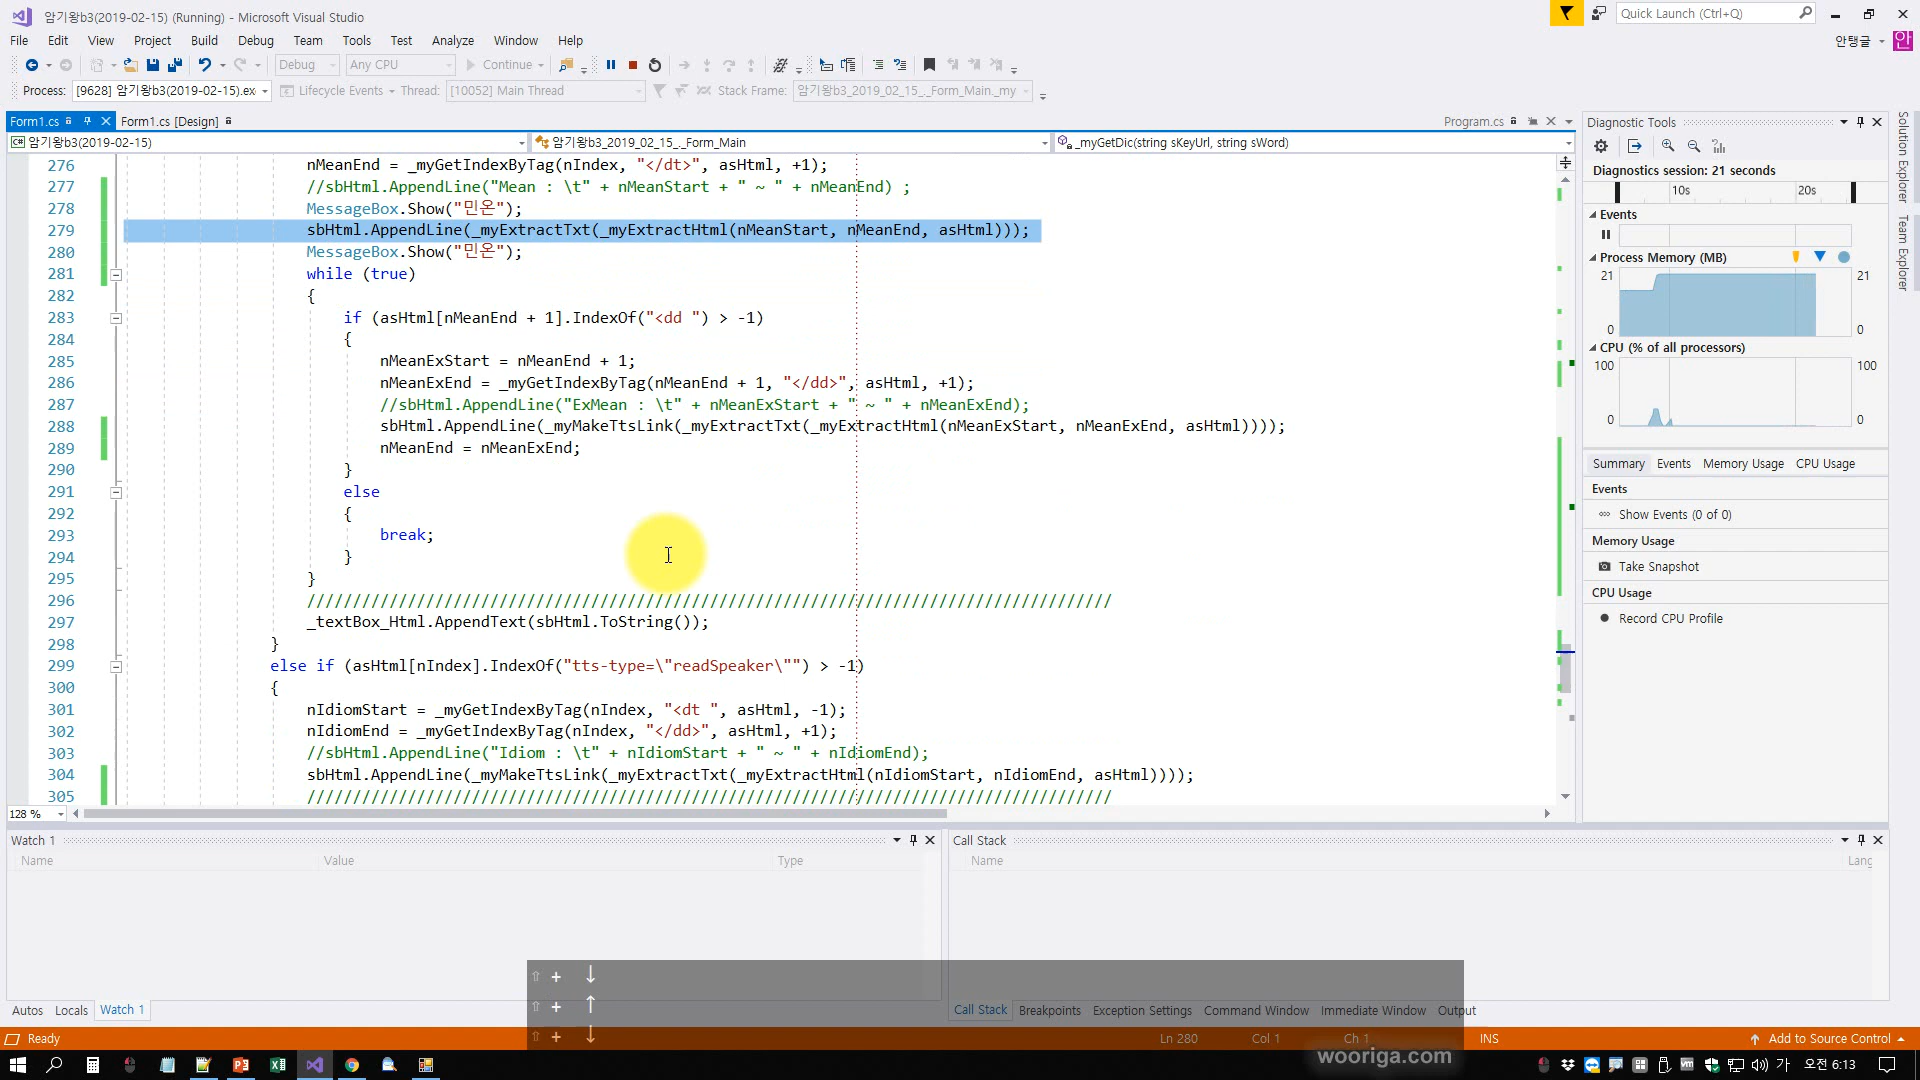 암기왕b3(2019-02-15) (Running) - Microsoft Visual Studio
Quick Launch (Ctrl+Q)
File Edit View Project Build Debug Team Tools Test Analyze Window Help
안탱글 안
Debug Any CPU Continue
Process: [9628] 암기왕b3(2019-02-15).ex Lifecycle Events Thread: [10052] Main Thread Stack Frame: 암기왕b3_2019_02_15_._Form_Main._my
Form1.cs Form1.cs [Design] Program.cs
암기왕b3(2019-02-15) 암기왕b3_2019_02_15_._Form_Main _myGetDic(string sKeyUrl, string sWord)
276 nMeanEnd = _myGetIndexByTag(nIndex, "</dt>", asHtml, +1);
277 //sbHtml.AppendLine("Mean : \t" + nMeanStart + " ~ " + nMeanEnd) ;
278 MessageBox.Show("민온");
279 sbHtml.AppendLine(_myExtractTxt(_myExtractHtml(nMeanStart, nMeanEnd, asHtml)));
280 MessageBox.Show("민온");
281 while (true)
282 {
283 if (asHtml[nMeanEnd + 1].IndexOf("<dd ") > -1)
284 {
285 nMeanExStart = nMeanEnd + 1;
286 nMeanExEnd = _myGetIndexByTag(nMeanEnd + 1, "</dd>", asHtml, +1);
287 //sbHtml.AppendLine("ExMean : \t" + nMeanExStart + " ~ " + nMeanExEnd);
288 sbHtml.AppendLine(_myMakeTtsLink(_myExtractTxt(_myExtractHtml(nMeanExStart, nMeanExEnd, asHtml))));
289 nMeanEnd = nMeanExEnd;
290 }
291 else
292 {
293 break;
294 }
295 }
296 ////////////////////////////////////////////////////////////////////////////////////////
297 _textBox_Html.AppendText(sbHtml.ToString());
298 }
299 else if (asHtml[nIndex].IndexOf("tts-type=\"readSpeaker\"") > -1)
300 {
301 nIdiomStart = _myGetIndexByTag(nIndex, "<dt ", asHtml, -1);
302 nIdiomEnd = _myGetIndexByTag(nIndex, "</dd>", asHtml, +1);
303 //sbHtml.AppendLine("Idiom : \t" + nIdiomStart + " ~ " + nIdiomEnd);
304 sbHtml.AppendLine(_myMakeTtsLink(_myExtractTxt(_myExtractHtml(nIdiomStart, nIdiomEnd, asHtml))));
305 ////////////////////////////////////////////////////////////////////////////////////////
128 %
Diagnostic Tools
Diagnostics session: 21 seconds
10s 20s
Events
Process Memory (MB)
21 21
0 0
CPU (% of all processors)
100 100
0 0
Summary Events Memory Usage CPU Usage
Events
Show Events (0 of 0)
Memory Usage
Take Snapshot
CPU Usage
Record CPU Profile
Solution Explorer
Team Explorer
Watch 1
Name Value Type
Call Stack
Name Lang
⇧ + ↓
⇧ + ↑
⇧ + ↓
Autos Locals Watch 1
Call Stack Breakpoints Exception Settings Command Window Immediate Window Output
Ready Ln 280 Col 1 Ch 1 INS Add to Source Control
wooriga.com
가 오전 6:13